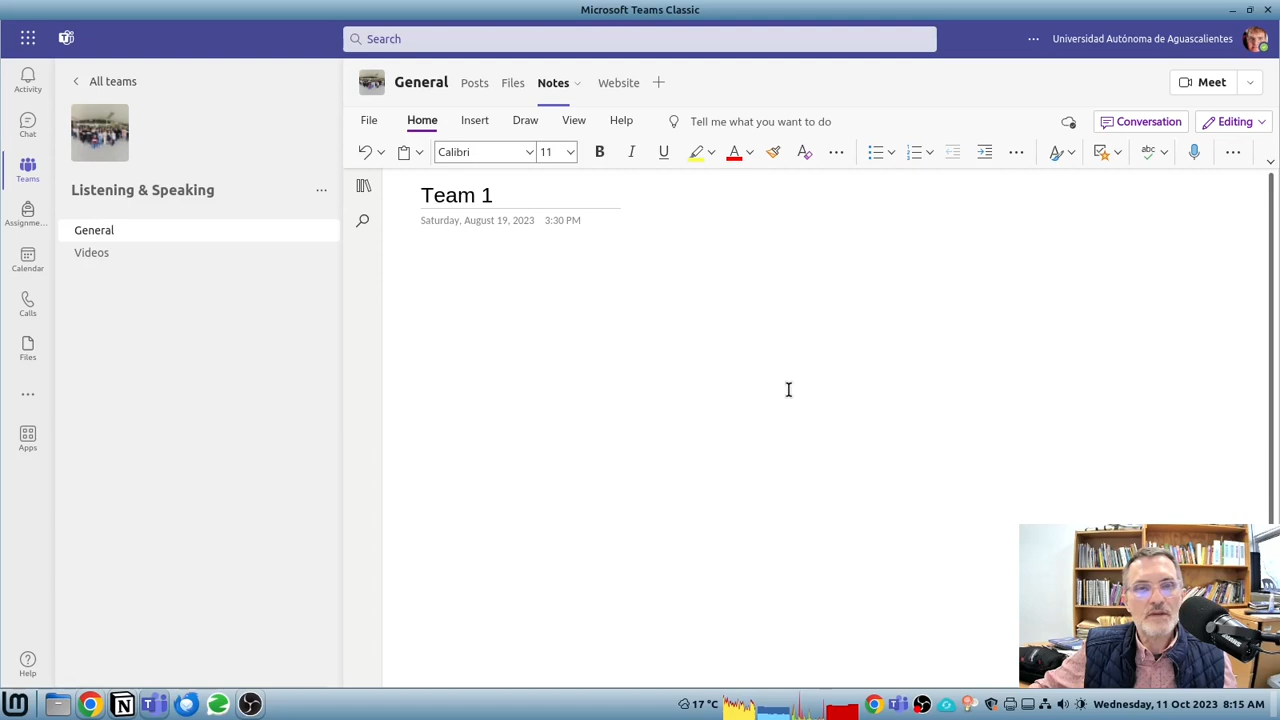 Microsoft Teams Classic
Search
Universidad Autónoma de Aguascalientes
Activity
Chat
Teams
Assignme...
Calendar
Calls
Files
Apps
Help
All teams
Listening & Speaking
General
Videos
General Posts Files Notes Website
Meet
File Home Insert Draw View Help Tell me what you want to do
Conversation
Editing
Calibri 11 B I U A A abc
Team 1
Saturday, August 19, 2023 3:30 PM
17 °C
Wednesday, 11 Oct 2023 8:15 AM